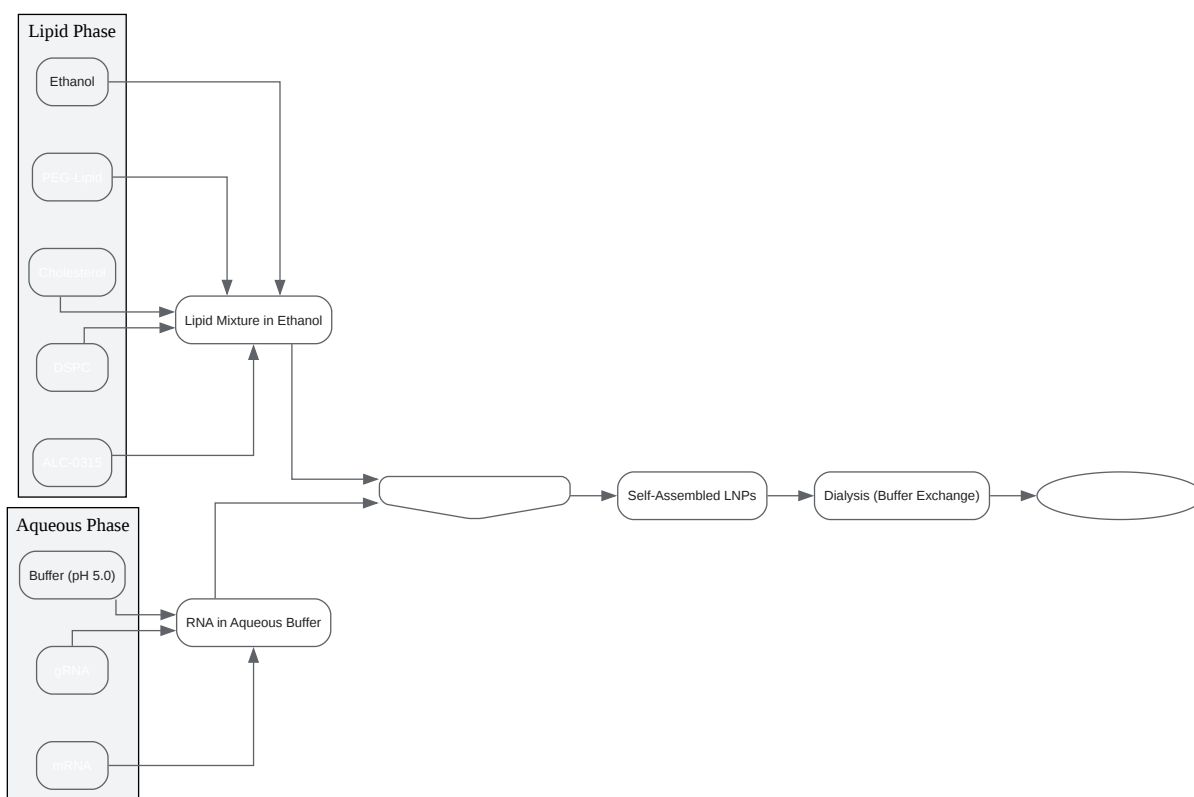 Lipid Phase
Ethanol
PEG-Lipid
Cholesterol
Lipid Mixture in Ethanol
DSPC
ALC-0315
Self-Assembled LNPs
Dialysis (Buffer Exchange)
Aqueous Phase
Buffer (pH 5.0)
RNA in Aqueous Buffer
gRNA
mRNA